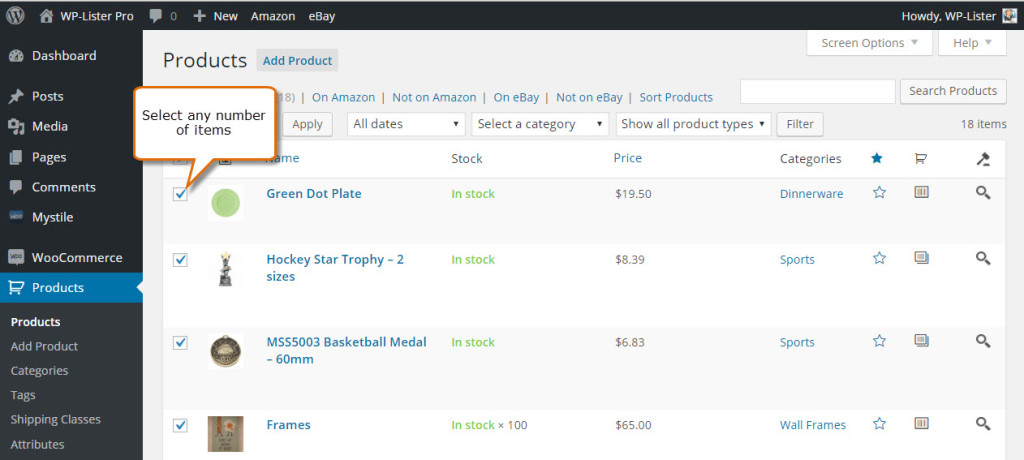 WP-Lister Pro 0 + New Amazon eBay Howdy, WP-Lister
Dashboard
Posts
Media
Pages
Comments
Mystile
WooCommerce
Products
Products
Add Product
Categories
Tags
Shipping Classes
Attributes
Screen Options Help
Products Add Product
18) | On Amazon | Not on Amazon | On eBay | Not on eBay | Sort Products Search Products
Select any number
of items
Apply All dates Select a category Show all product types Filter 18 items
Name Stock Price Categories
Green Dot Plate In stock $19.50 Dinnerware
Hockey Star Trophy – 2 In stock $8.39 Sports
sizes
MSS5003 Basketball Medal In stock $6.83 Sports
– 60mm
Frames In stock × 100 $65.00 Wall Frames